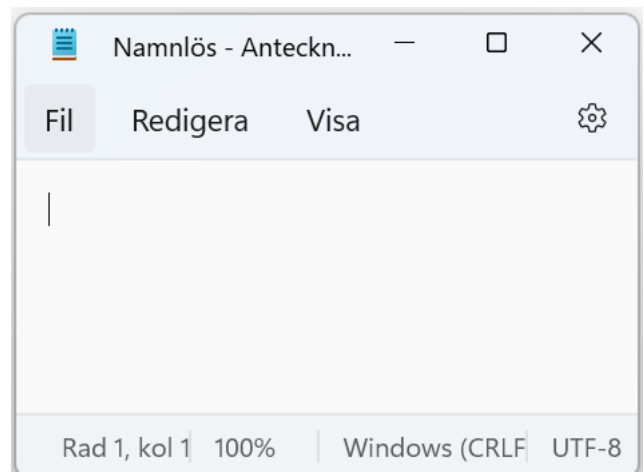 Namnlös - Anteckn...
Fil Redigera Visa
Rad 1, kol 1 100% Windows (CRLF UTF-8